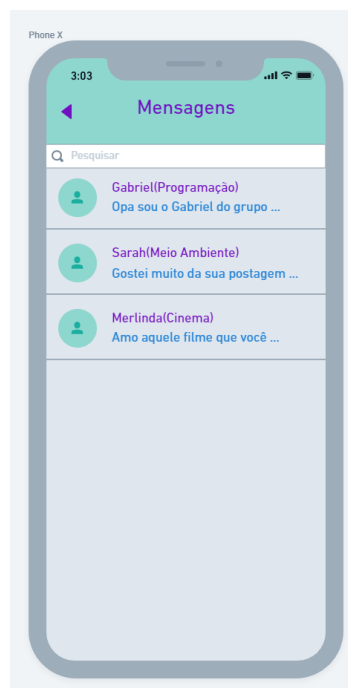 Phone X
3:03
Mensagens
Pesquisar
Gabriel(Programação)
Opa sou o Gabriel do grupo ...
Sarah(Meio Ambiente)
Gostei muito da sua postagem ...
Merlinda(Cinema)
Amo aquele filme que você ...